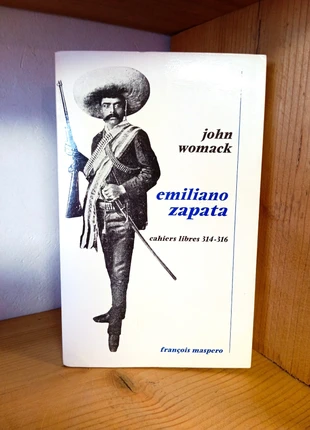 john
womack
emiliano
zapata
cahiers libres 314-316
françois maspero